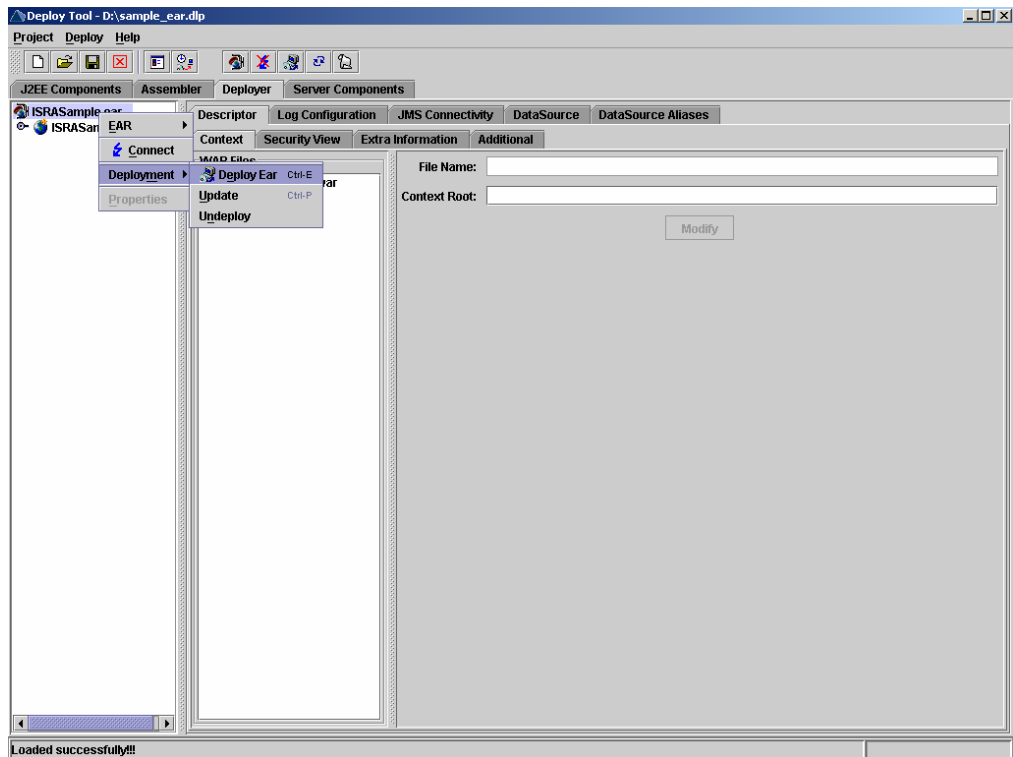 Deploy Tool - D:\sample_ear.dlp
Project Deploy Help
J2EE Components Assembler Deployer Server Components
ISRASample.ear
ISRASam
EAR
Connect
Deployment
Properties
Deploy Ear Ctrl-E
Update Ctrl-P
Undeploy
Descriptor Log Configuration JMS Connectivity DataSource DataSource Aliases
Context Security View Extra Information Additional
WAR Files
var
File Name:
Context Root:
Modify
Loaded successfully!!!